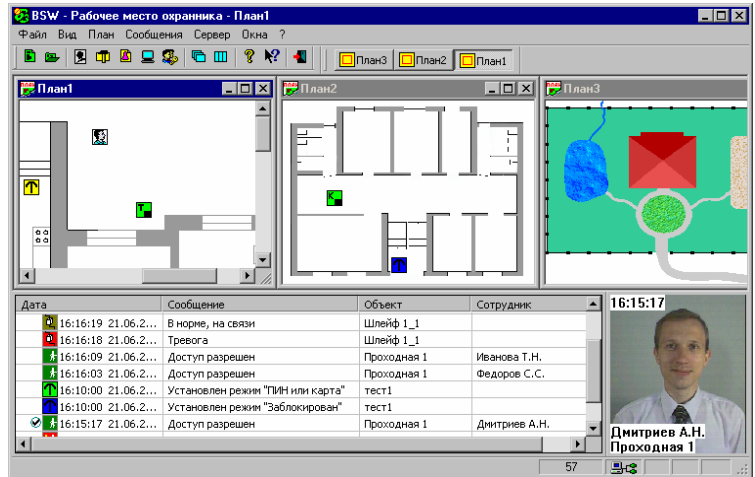 BSW - Рабочее место охранника - План1
Файл Вид План Сообщения Сервер Окна ?
План3 План2 План1
План1 План2 План3
T
K
Дата Сообщение Объект Сотрудник
16:16:19 21.06.2... В норме, на связи Шлейф 1_1
16:16:18 21.06.2... Тревога Шлейф 1_1
16:16:09 21.06.2... Доступ разрешен Проходная 1 Иванова Т.Н.
16:16:03 21.06.2... Доступ разрешен Проходная 1 Федоров С.С.
16:10:00 21.06.2... Установлен режим "ПИН или карта" тест1
16:10:00 21.06.2... Установлен режим "Заблокирован" тест1
16:15:17 21.06.2... Доступ разрешен Проходная 1 Дмитриев А.Н.
16:15:17
Дмитриев А.Н.
Проходная 1
57